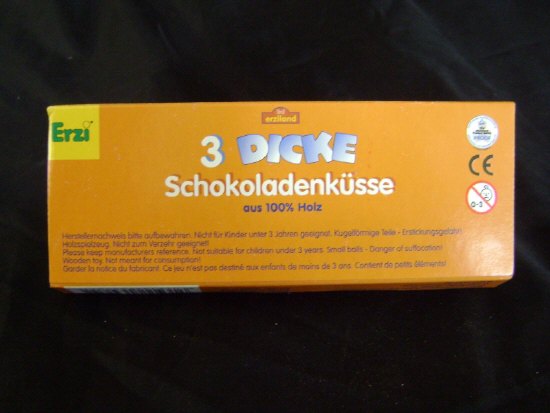 Erzi
erziland
3 DICKE
Schokoladenküsse
aus 100% Holz
Herstellernachweis bitte aufbewahren. Nicht für Kinder unter 3 Jahren geeignet. Kugelförmige Teile - Erstickungsgefahr!
Holzspielzeug. Nicht zum Verzehr geeignet!
Please keep manufacturers reference. Not suitable for children under 3 years. Small balls - Danger of suffocation!
Wooden toy. Not meant for consumption!
Garder la notice du fabricant. Ce jeu n'est pas destiné aux enfants de moins de 3 ans. Contient de petits éléments!
CE
0-3